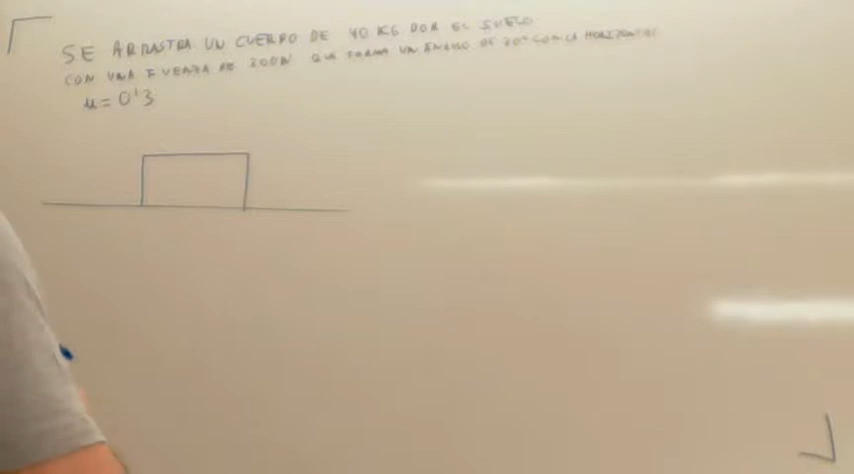 SE ARRASTRA UN CUERPO DE 40 KG POR EL SUELO
CON UNA FUERZA DE 200N QUE FORMA UN ÁNGULO DE 30° CON LA HORIZONTAL
μ = 0'3